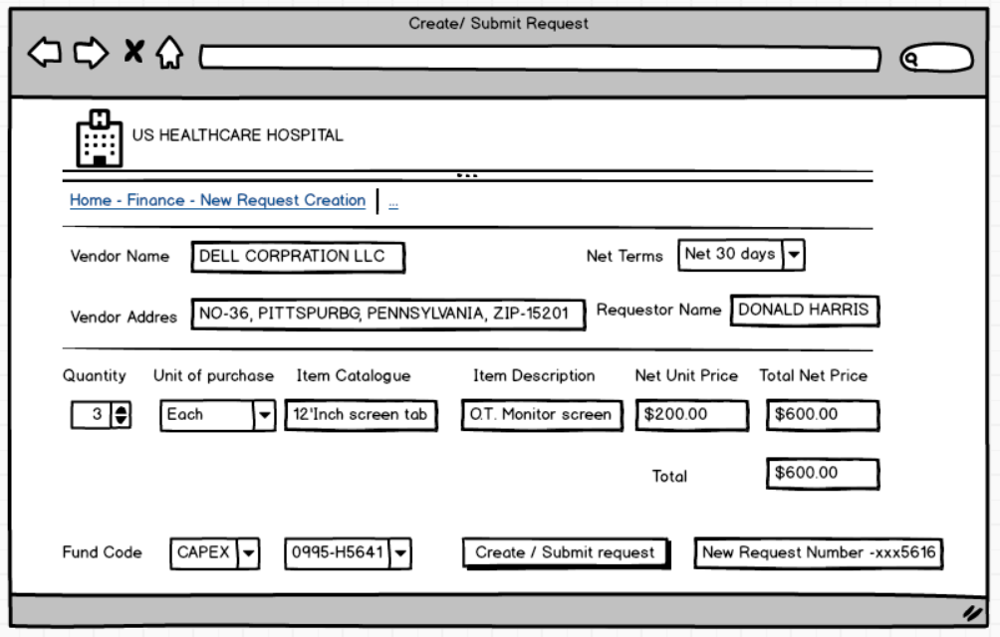 Create/ Submit Request
H
US HEALTHCARE HOSPITAL
Home - Finance - New Request Creation ...
Vendor Name DELL CORPRATION LLC Net Terms Net 30 days
Vendor Addres NO-36, PITTSPURBG, PENNSYLVANIA, ZIP-15201 Requestor Name DONALD HARRIS
Quantity Unit of purchase Item Catalogue Item Description Net Unit Price Total Net Price
3 Each 12'Inch screen tab O.T. Monitor screen $200.00 $600.00
Total $600.00
Fund Code CAPEX 0995-H5641 Create / Submit request New Request Number -xxx5616